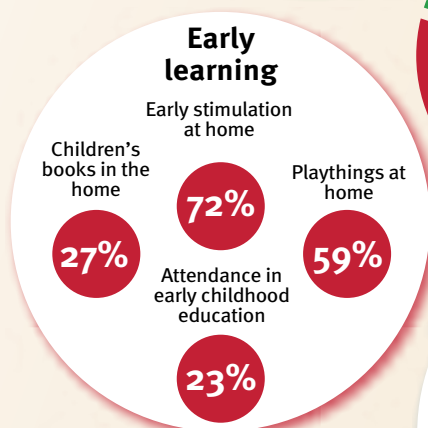 Early
learning
Early stimulation
at home
72%
Children’s
books in the
home
27%
Playthings at
home
59%
Attendance in
early childhood
education
23%